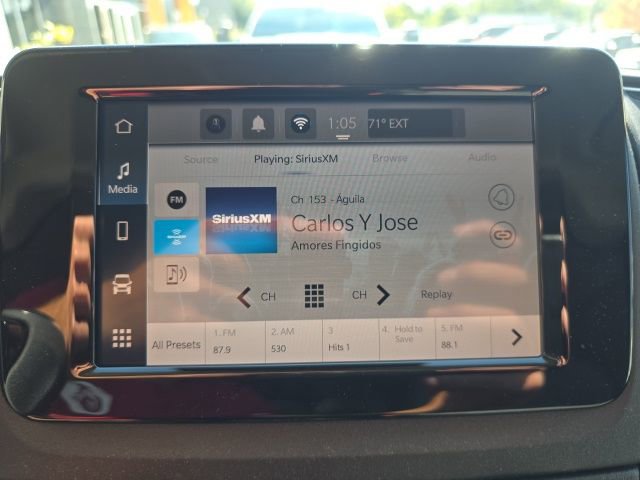 1:05 71° EXT
Source Playing: SiriusXM Browse Audio
Media
FM
SiriusXM
Ch 153 - Águila
Carlos Y Jose
Amores Fingidos
CH CH Replay
All Presets
1. FM
87.9
2. AM
530
3
Hits 1
4. Hold to
Save
5. FM
88.1